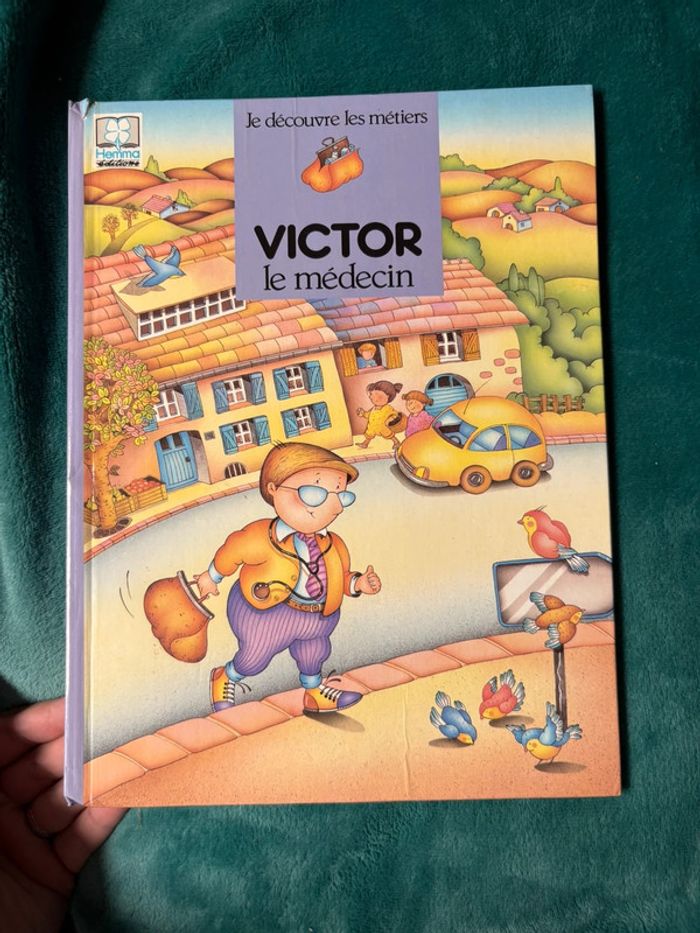 Hemma
éditions
Je découvre les métiers
VICTOR
le médecin